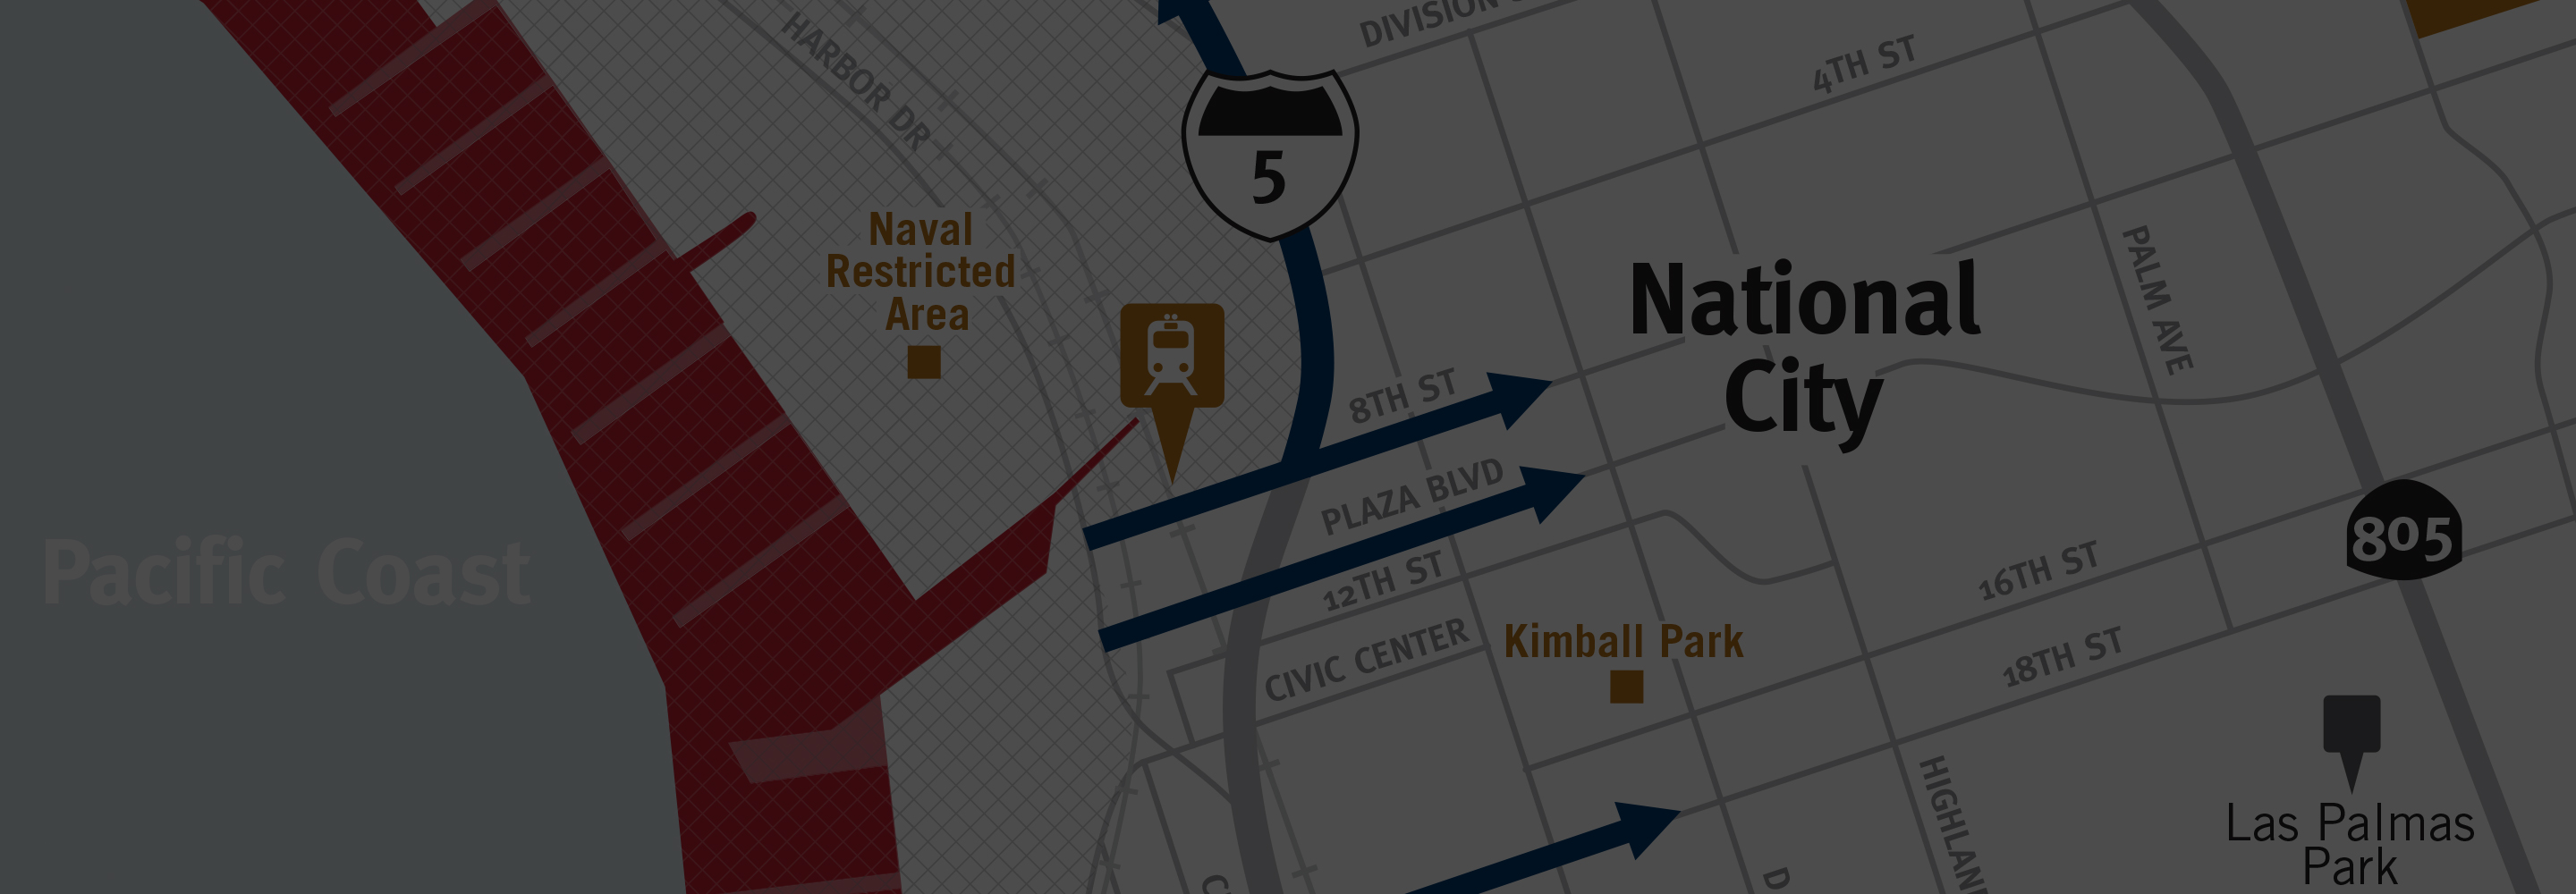 DIVISION
HARBOR DR
4TH ST
5
Naval
Restricted
Area
National
City
PALM AVE
8TH ST
PLAZA BLVD
12TH ST
Pacific Coast
805
16TH ST
Kimball Park
CIVIC CENTER
18TH ST
HIGHLAN
Las Palmas
Park
D
C